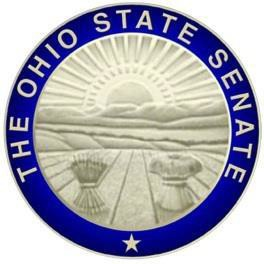 THE OHIO STATE SENATE